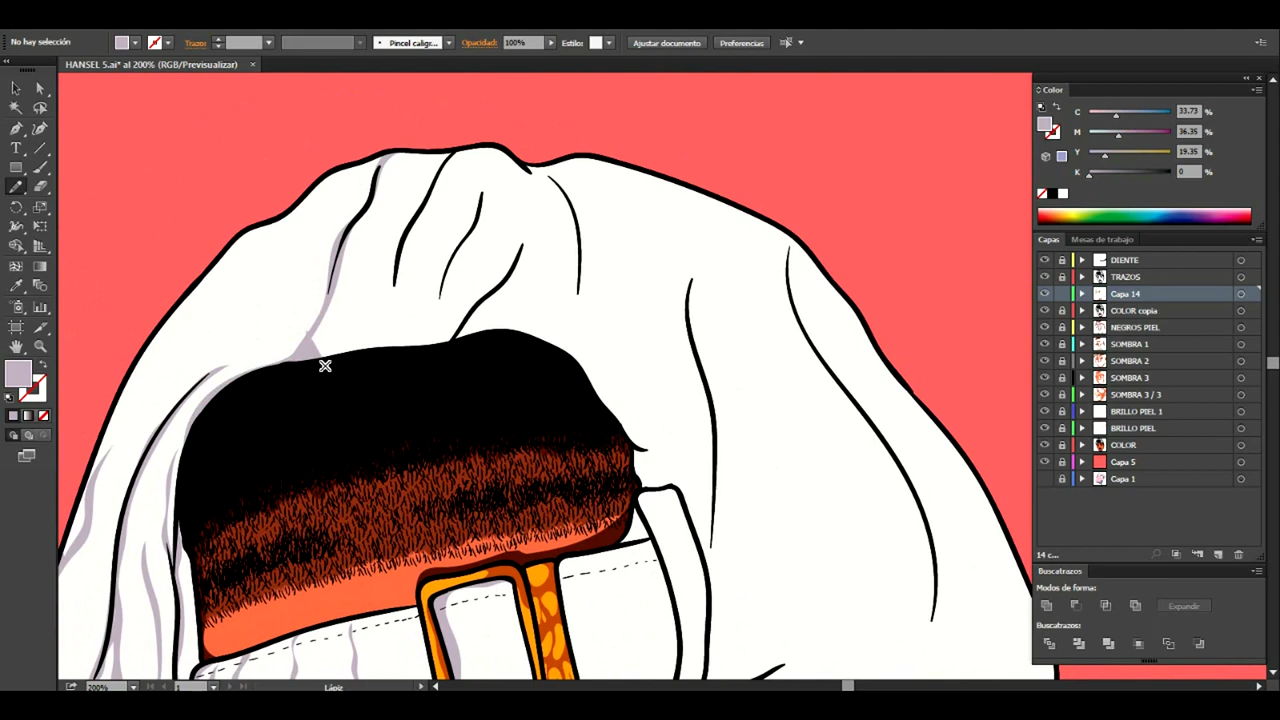 No hay selección
Trazo:
Pincel caligr...
Opacidad: 100%
Estilo:
Ajustar documento
Preferencias
HANSEL 5.ai* al 200% (RGB/Previsualizar)
Color
C 33.73 %
M 36.35 %
Y 19.35 %
K 0 %
Capas Mesas de trabajo
DIENTE
TRAZOS
Capa 14
COLOR copia
NEGROS PIEL
SOMBRA 1
SOMBRA 2
SOMBRA 3
SOMBRA 3 / 3
BRILLO PIEL 1
BRILLO PIEL
COLOR
Capa 5
Capa 1
14 c...
Buscatrazos
Modos de forma:
Expandir
Buscatrazos:
200% 1 Lápiz